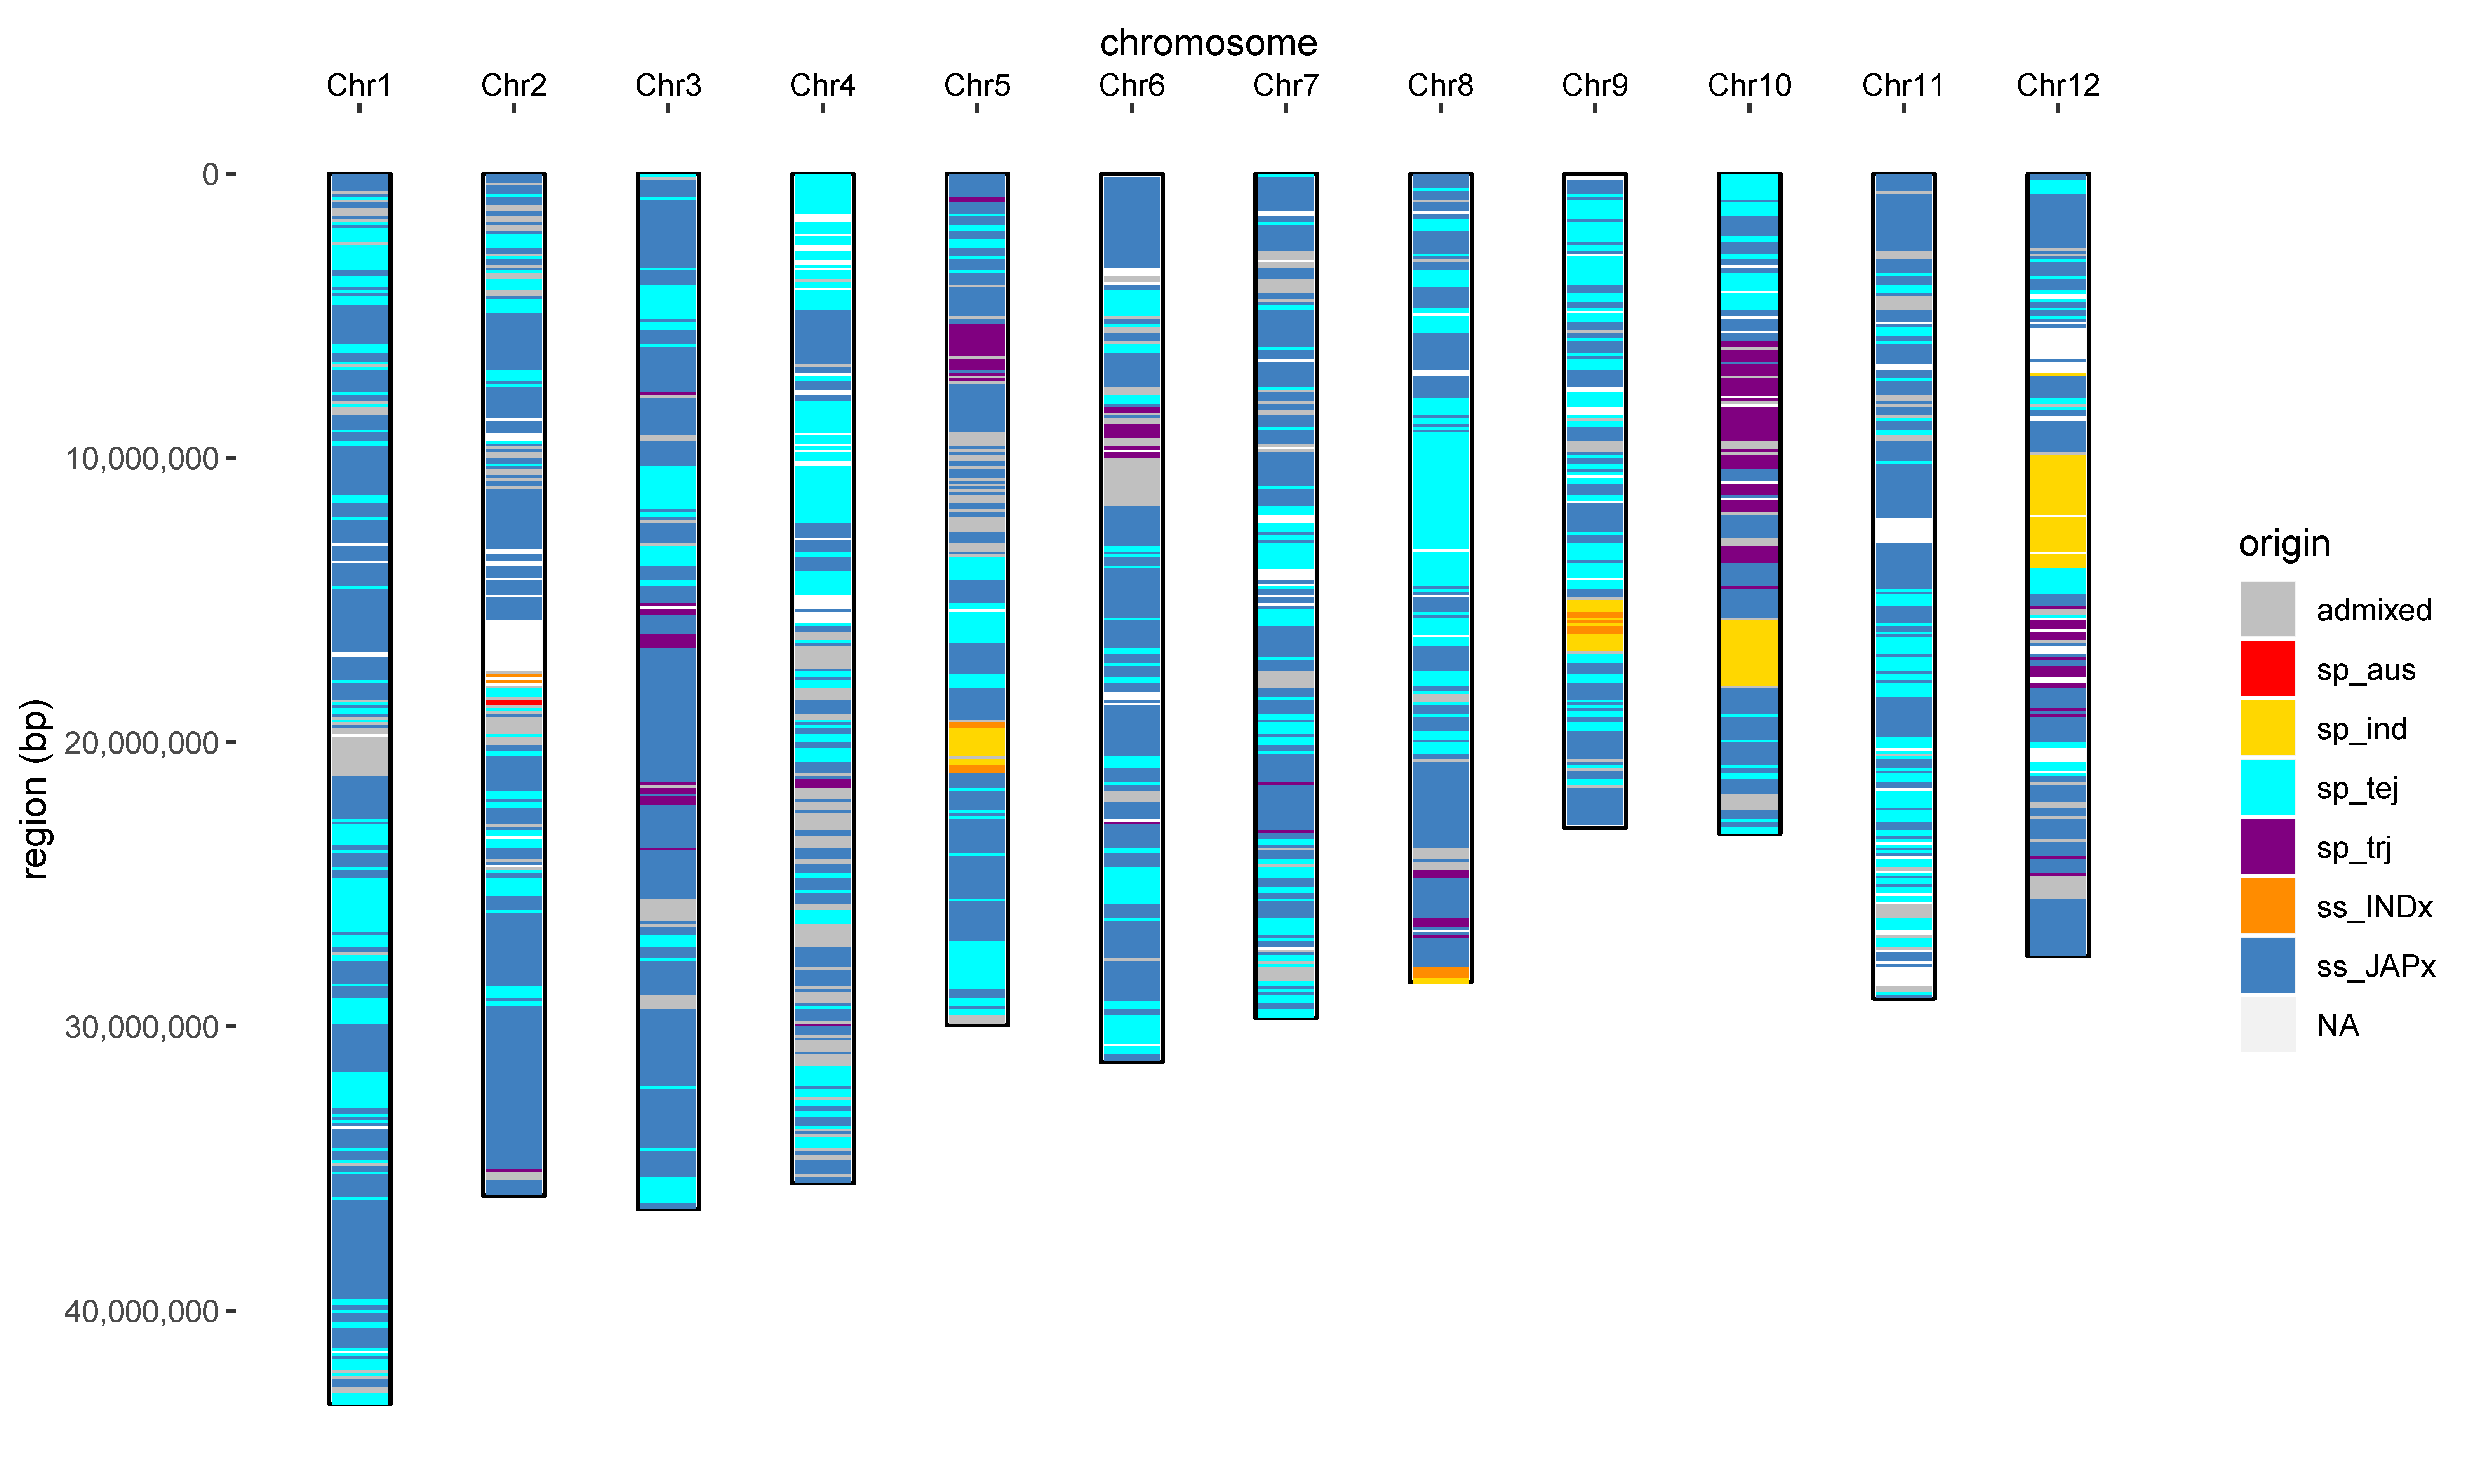 chromosome
Chr1 Chr2 Chr3 Chr4 Chr5 Chr6 Chr7 Chr8 Chr9 Chr10 Chr11 Chr12
region (bp)
0
10,000,000
20,000,000
30,000,000
40,000,000
origin
admixed
sp_aus
sp_ind
sp_tej
sp_trj
ss_INDx
ss_JAPx
NA